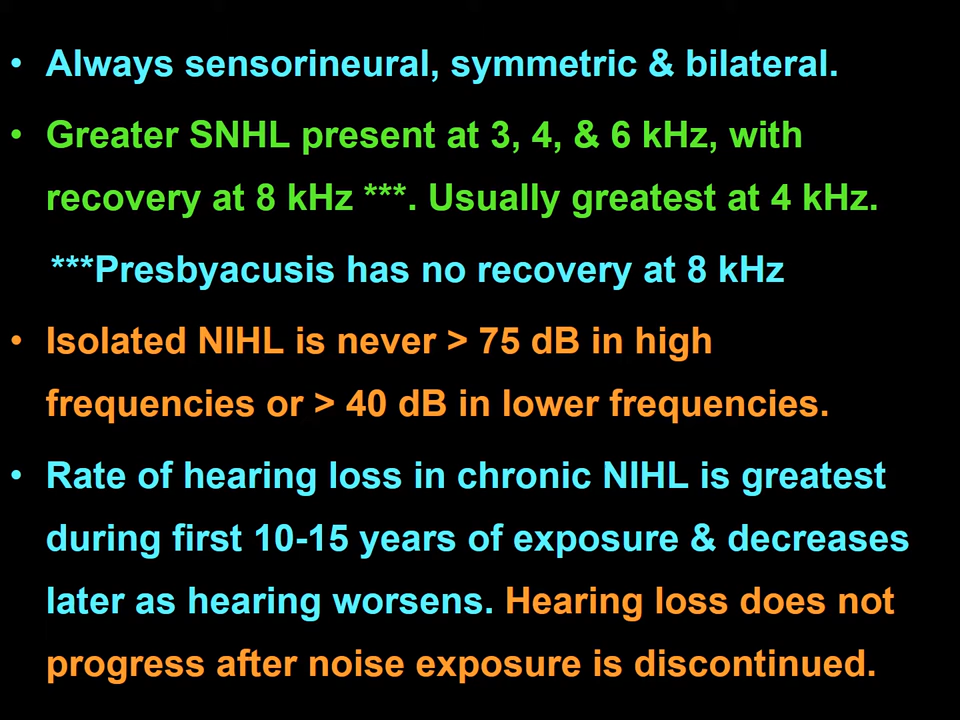 • Always sensorineural, symmetric & bilateral.
• Greater SNHL present at 3, 4, & 6 kHz, with
recovery at 8 kHz ***. Usually greatest at 4 kHz.
***Presbyacusis has no recovery at 8 kHz
• Isolated NIHL is never > 75 dB in high
frequencies or > 40 dB in lower frequencies.
• Rate of hearing loss in chronic NIHL is greatest
during first 10-15 years of exposure & decreases
later as hearing worsens. Hearing loss does not
progress after noise exposure is discontinued.